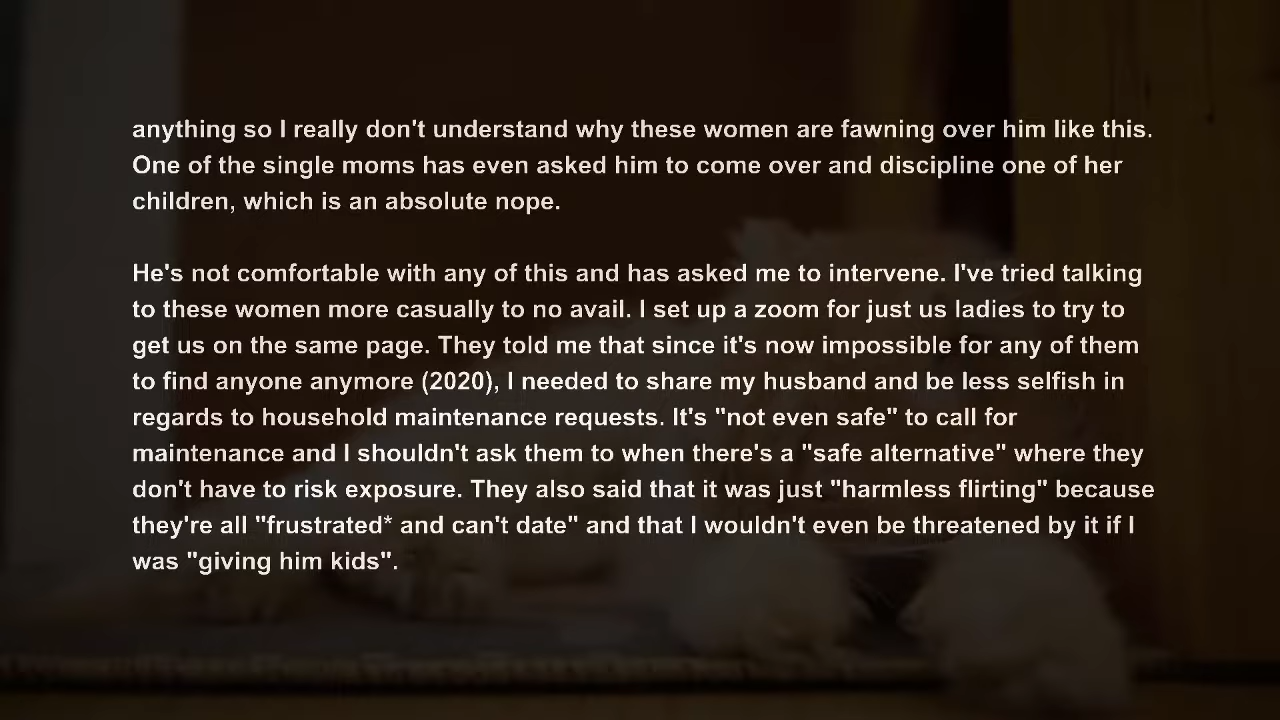 anything so I really don't understand why these women are fawning over him like this.
One of the single moms has even asked him to come over and discipline one of her
children, which is an absolute nope.
He's not comfortable with any of this and has asked me to intervene. I've tried talking
to these women more casually to no avail. I set up a zoom for just us ladies to try to
get us on the same page. They told me that since it's now impossible for any of them
to find anyone anymore (2020), I needed to share my husband and be less selfish in
regards to household maintenance requests. It's "not even safe" to call for
maintenance and I shouldn't ask them to when there's a "safe alternative" where they
don't have to risk exposure. They also said that it was just "harmless flirting" because
they're all "frustrated* and can't date" and that I wouldn't even be threatened by it if I
was "giving him kids".